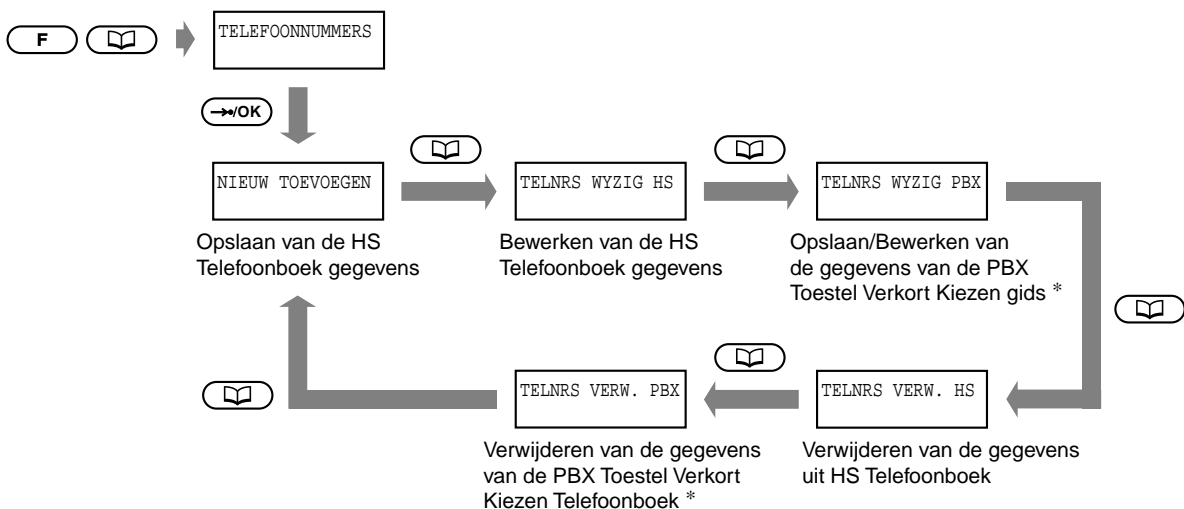 F
TELEFOONNUMMERS
/OK
NIEUW TOEVOEGEN
TELNRS WYZIG HS
TELNRS WYZIG PBX
Opslaan van de HS
Telefoonboek gegevens
Bewerken van de HS
Telefoonboek gegevens
Opslaan/Bewerken van
de gegevens van de PBX
Toestel Verkort Kiezen gids *
TELNRS VERW. PBX
TELNRS VERW. HS
Verwijderen van de gegevens
van de PBX Toestel Verkort
Kiezen Telefoonboek *
Verwijderen van de gegevens
uit HS Telefoonboek